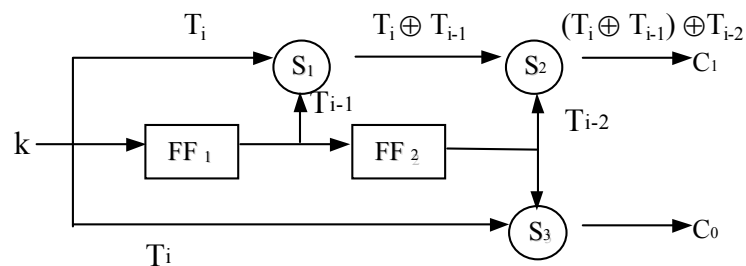 Tᵢ Tᵢ ⊕ Tᵢ₋₁ (Tᵢ ⊕ Tᵢ₋₁) ⊕Tᵢ₋₂
S₁ S₂ C₁
Tᵢ₋₁ Tᵢ₋₂
k FF ₁ FF ₂
S₃ C₀
Tᵢ